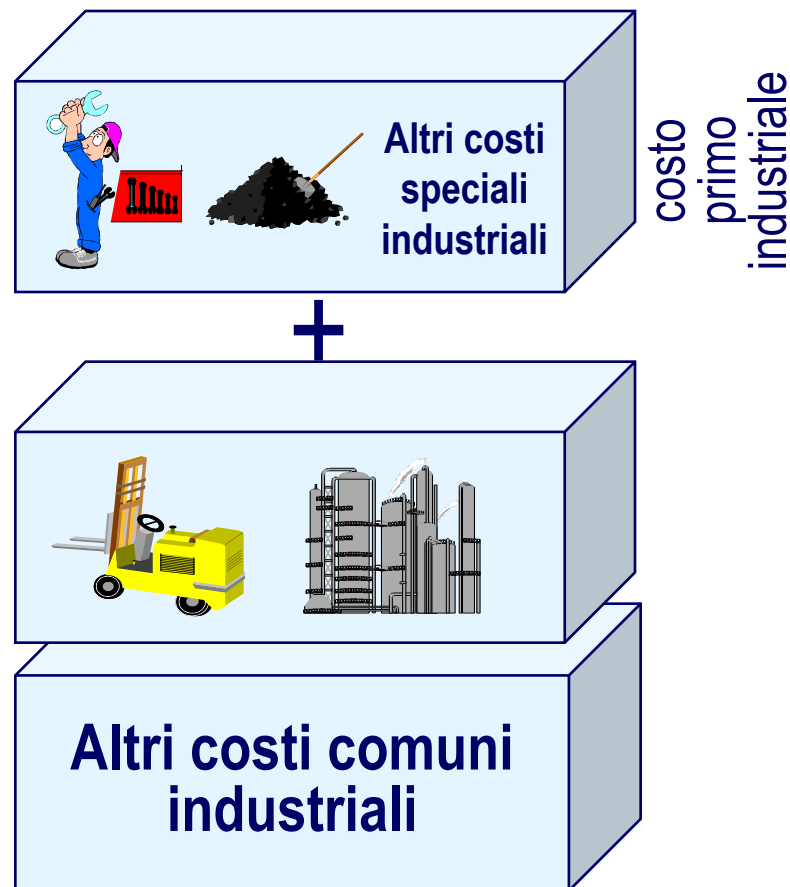 Altri costi
speciali
industriali
costo
primo
industriale
+
Altri costi comuni
industriali